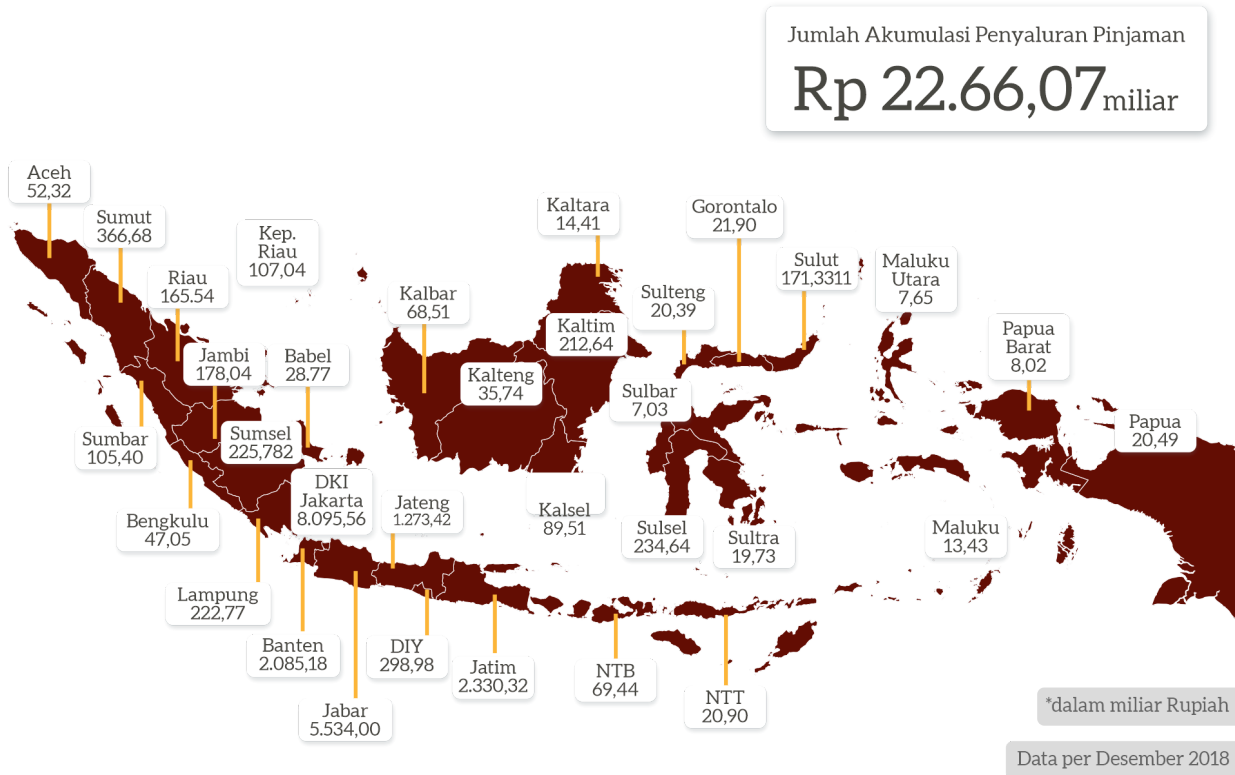 Jumlah Akumulasi Penyaluran Pinjaman
Rp 22.66,07 miliar
Aceh
52,32
Sumut
366,68
Kep.
Riau
107,04
Riau
165,54
Jambi
178,04
Babel
28.77
Sumbar
105,40
Sumsel
225,782
Bengkulu
47,05
Lampung
222,77
DKI
Jakarta
8.095,56
Banten
2.085,18
Jabar
5.534,00
Jateng
1.273,42
DIY
298,98
Jatim
2.330,32
Kalbar
68,51
Kalteng
35,74
Kaltara
14,41
Kaltim
212,64
Kalsel
89,51
Gorontalo
21,90
Sulteng
20,39
Sulut
171,3311
Sulbar
7,03
Sulsel
234,64
Sultra
19,73
NTB
69,44
NTT
20,90
Maluku
Utara
7,65
Maluku
13,43
Papua
Barat
8,02
Papua
20,49
*dalam miliar Rupiah
Data per Desember 2018